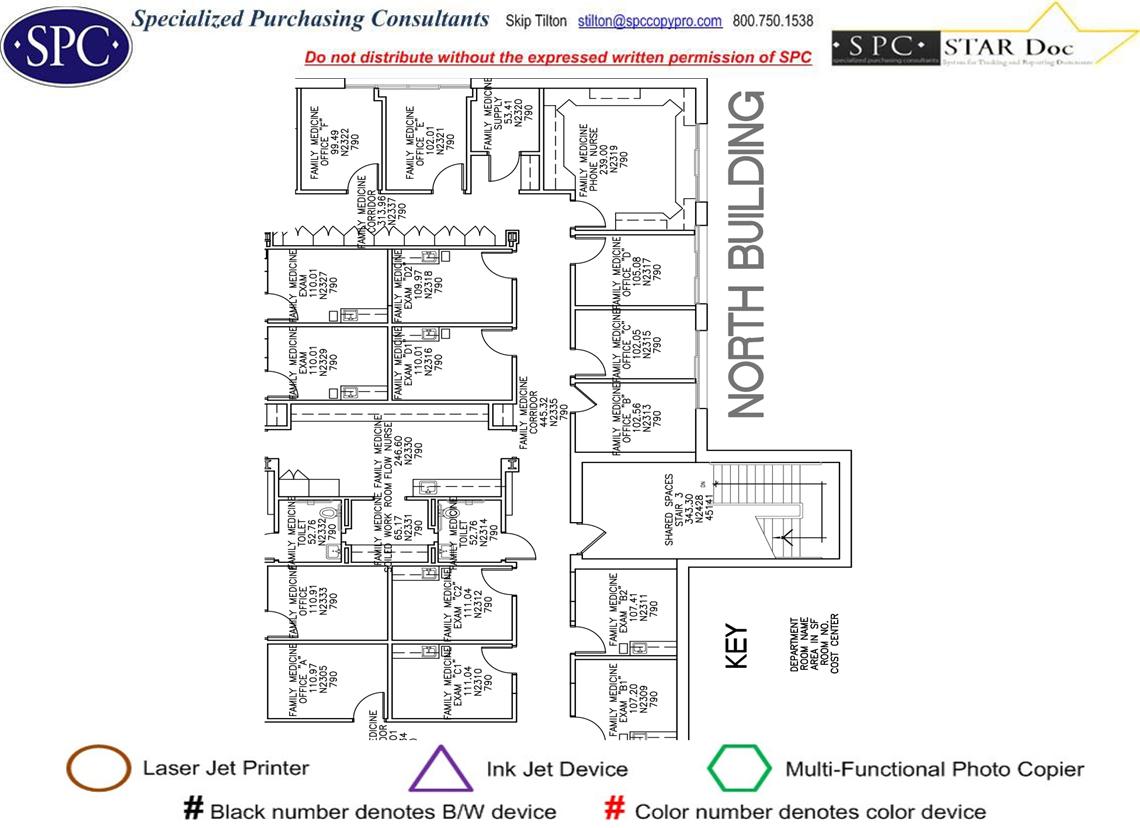 SPC
Specialized Purchasing Consultants Skip Tilton stilton@spccopypro.com 800.750.1538
Do not distribute without the expressed written permission of SPC
SPC
specialized purchasing consultants
STAR Doc
System for Tracking and Reporting Documents
FAMILY MEDICINE
OFFICE "F"
99.49
N2322
790
FAMILY MEDICINE
OFFICE "E"
102.01
N2321
790
FAMILY MEDICINE
SUPPLY
53.41
N2320
790
FAMILY MEDICINE
PHONE NURSE
239.00
N2319
790
NORTH BUILDING
FAMILY MEDICINE
CORRIDOR
313.96
N2337
790
FAMILY MEDICINE
EXAM
110.01
N2327
790
FAMILY MEDICINE
EXAM "D2"
109.97
N2318
790
FAMILY MEDICINE
OFFICE "D"
105.08
N2317
790
FAMILY MEDICINE
EXAM
110.01
N2329
790
FAMILY MEDICINE
EXAM "D1"
110.01
N2316
790
FAMILY MEDICINE
OFFICE "C"
102.05
N2315
790
FAMILY MEDICINE
CORRIDOR
445.32
N2335
790
FAMILY MEDICINE
OFFICE "B"
102.56
N2313
790
FAMILY MEDICINE
FLOW NURSE
246.60
N2330
790
FAMILY MEDICINE
TOILET
52.76
N2332
790
FAMILY MEDICINE
SOILED WORK ROOM
65.17
N2331
790
FAMILY MEDICINE
TOILET
52.76
N2314
790
SHARED SPACES
STAIR 3
343.30
N2428
45141
DN
FAMILY MEDICINE
OFFICE
110.91
N2333
790
FAMILY MEDICINE
EXAM "C2"
111.04
N2312
790
FAMILY MEDICINE
EXAM "B2"
107.41
N2311
790
FAMILY MEDICINE
OFFICE "A"
110.97
N2305
790
FAMILY MEDICINE
EXAM "C1"
111.04
N2310
790
FAMILY MEDICINE
EXAM "B1"
107.20
N2309
790
KEY
DEPARTMENT
ROOM NAME
AREA IN SF
ROOM NO.
COST CENTER
Laser Jet Printer
Ink Jet Device
Multi-Functional Photo Copier
# Black number denotes B/W device
# Color number denotes color device